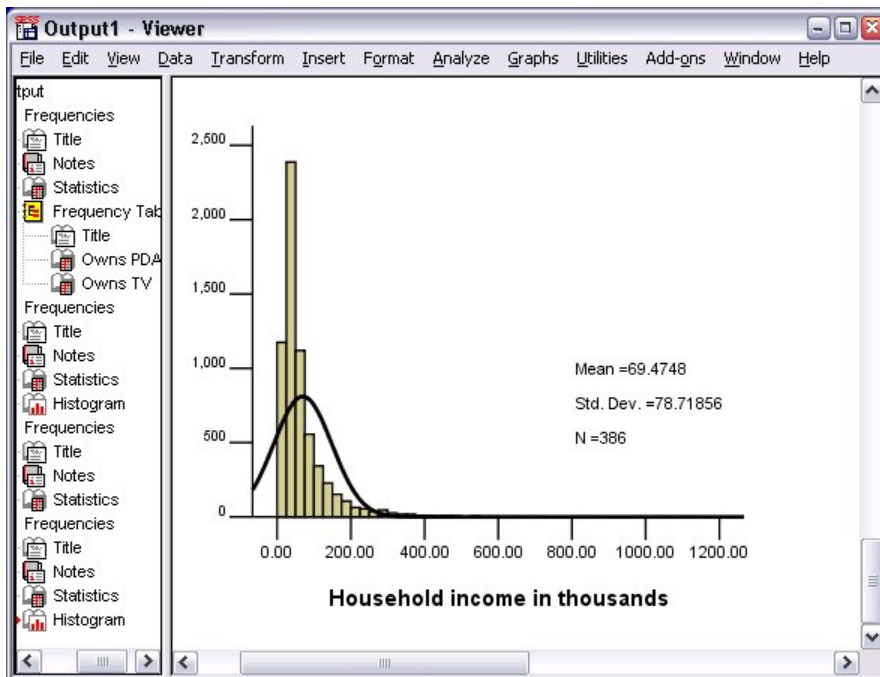 Output1 - Viewer
File Edit View Data Transform Insert Format Analyze Graphs Utilities Add-ons Window Help
tput
Frequencies
Title
Notes
Statistics
Frequency Tab
Title
Owns PDA
Owns TV
Frequencies
Title
Notes
Statistics
Histogram
Frequencies
Title
Notes
Statistics
Frequencies
Title
Notes
Statistics
Histogram
2,500
2,000
1,500
1,000
500
0
Mean =69.4748
Std. Dev. =78.71856
N =386
0.00 200.00 400.00 600.00 800.00 1000.00 1200.00
Household income in thousands